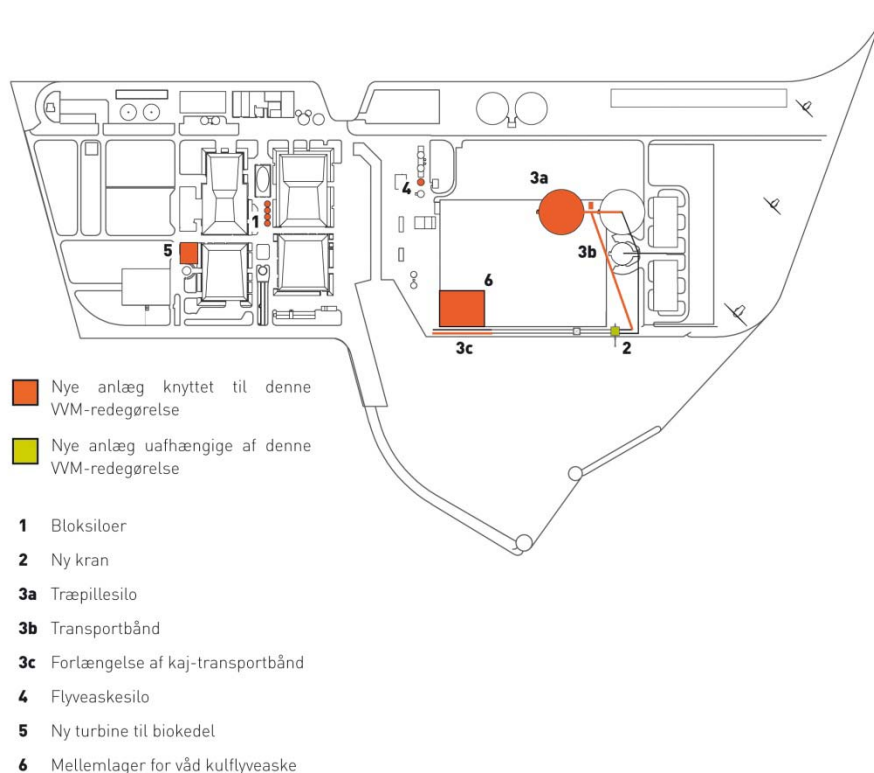 3a
4
1
5
3b
6
3c
2
Nye anlæg knyttet til denne
VVM-redegørelse
Nye anlæg uafhængige af denne
VVM-redegørelse
1 Bloksiloer
2 Ny kran
3a Træpillesilo
3b Transportbånd
3c Forlængelse af kaj-transportbånd
4 Flyveaskesilo
5 Ny turbine til biokedel
6 Mellemlager for våd kulflyveaske